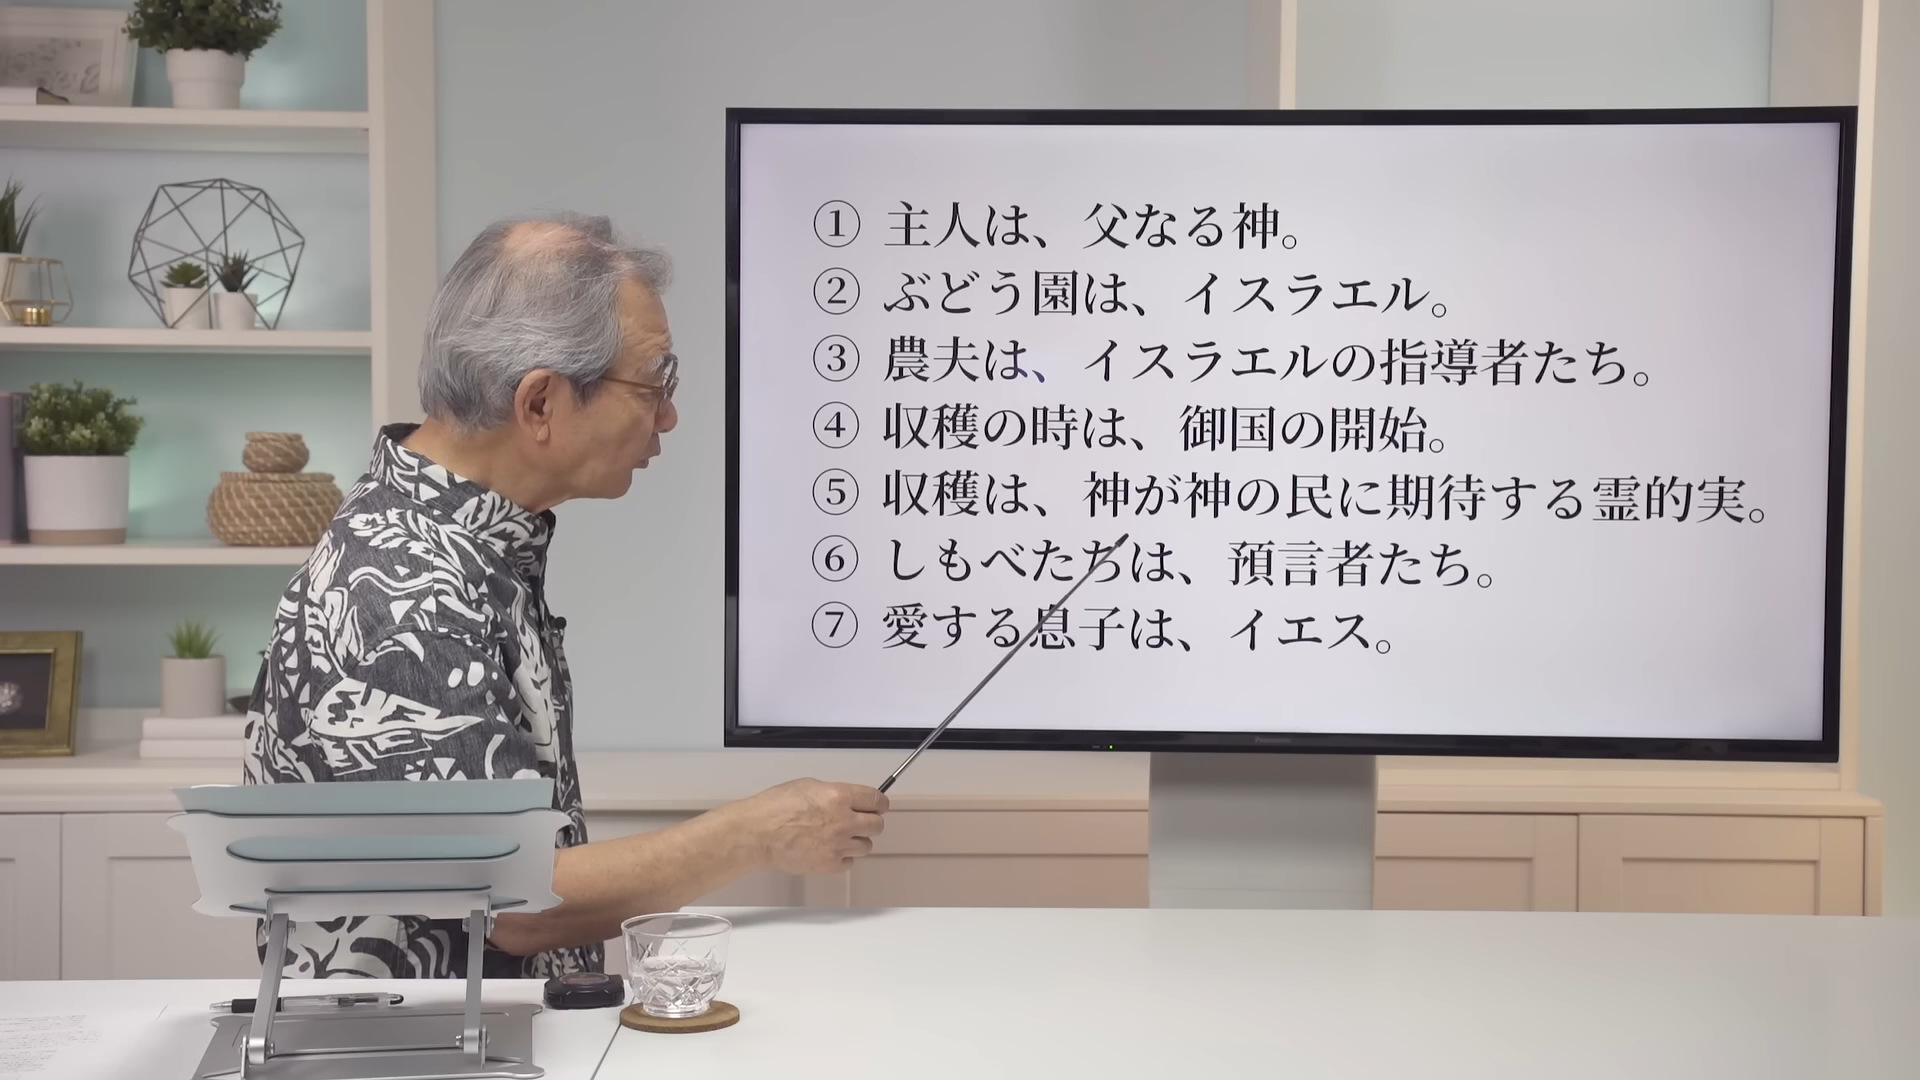 ① 主人は、父なる神。
② ぶどう園は、イスラエル。
③ 農夫は、イスラエルの指導者たち。
④ 収穫の時は、御国の開始。
⑤ 収穫は、神が神の民に期待する霊的実。
⑥ しもべたちは、預言者たち。
⑦ 愛する息子は、イエス。